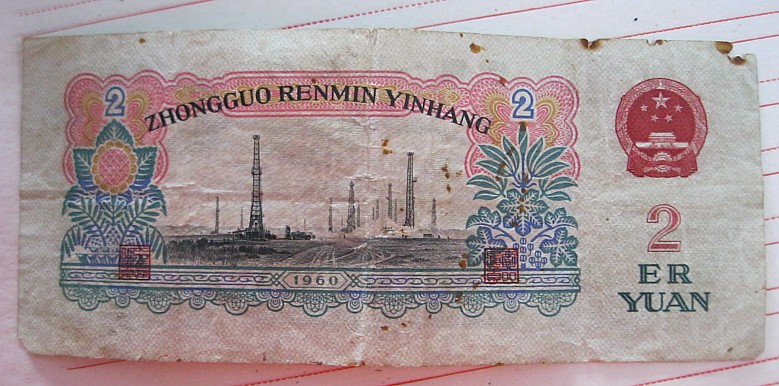 2
2
ZHONGGUO RENMIN YINHANG
1960
2
ER
YUAN